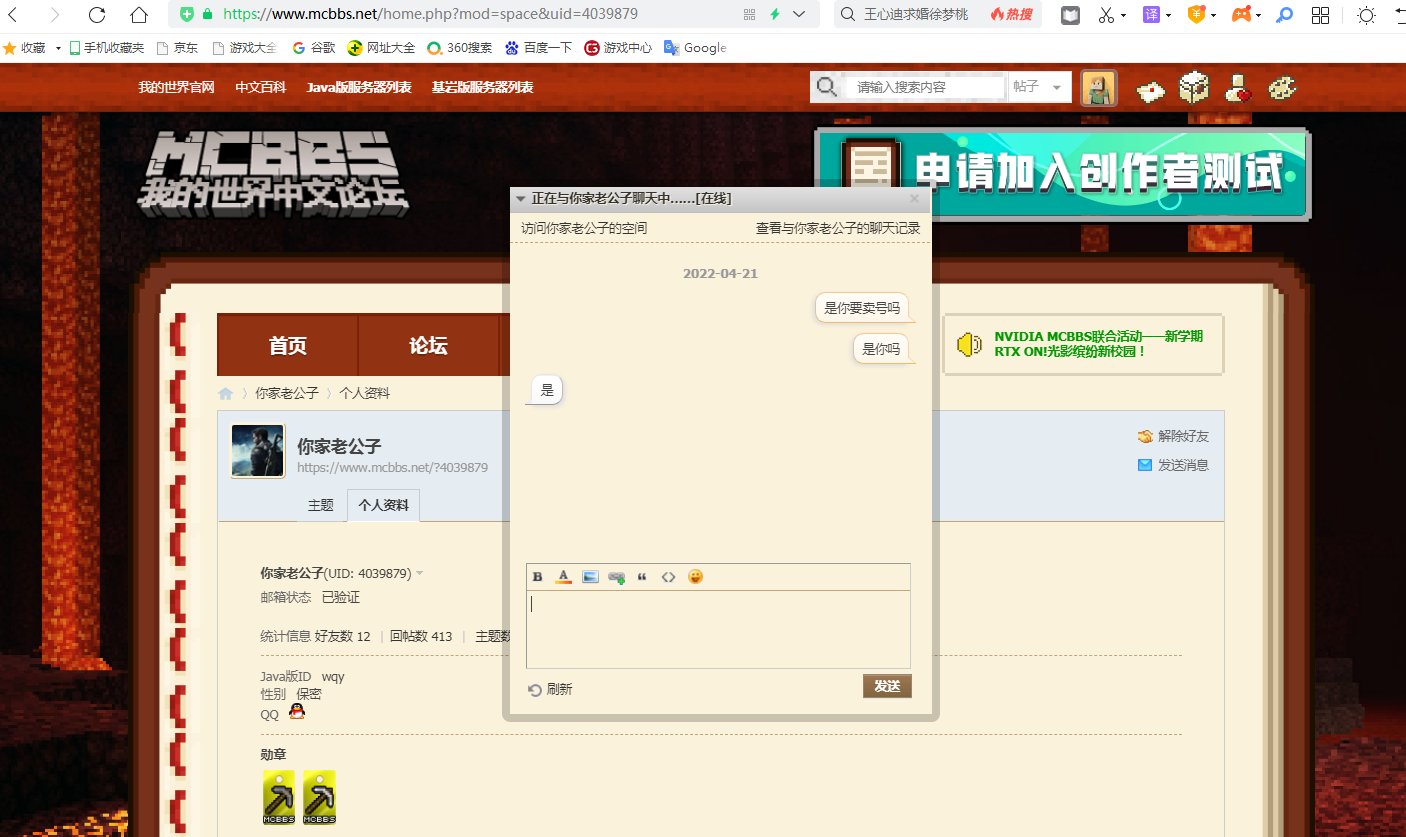 https://www.mcbbs.net/home.php?mod=space&uid=4039879
王心迪求婚徐梦桃
热搜
译
收藏 手机收藏夹 京东 游戏大全 谷歌 网址大全 360搜索 百度一下 游戏中心 Google
我的世界官网 中文百科 Java版服务器列表 基岩版服务器列表
请输入搜索内容 帖子
MCBBS
我的世界中文论坛
申请加入创作者测试
正在与你家老公子聊天中......[在线]
访问你家老公子的空间 查看与你家老公子的聊天记录
2022-04-21
是你要卖号吗
是你吗
是
B A
刷新 发送
首页 论坛
NVIDIA MCBBS联合活动——新学期
RTX ON!光影缤纷新校园！
你家老公子 个人资料
你家老公子
https://www.mcbbs.net/?4039879
解除好友
发送消息
主题 个人资料
你家老公子(UID: 4039879)
邮箱状态 已验证
统计信息 好友数 12 | 回帖数 413 | 主题数
Java版ID wqy
性别 保密
QQ
勋章
MCBBS MCBBS